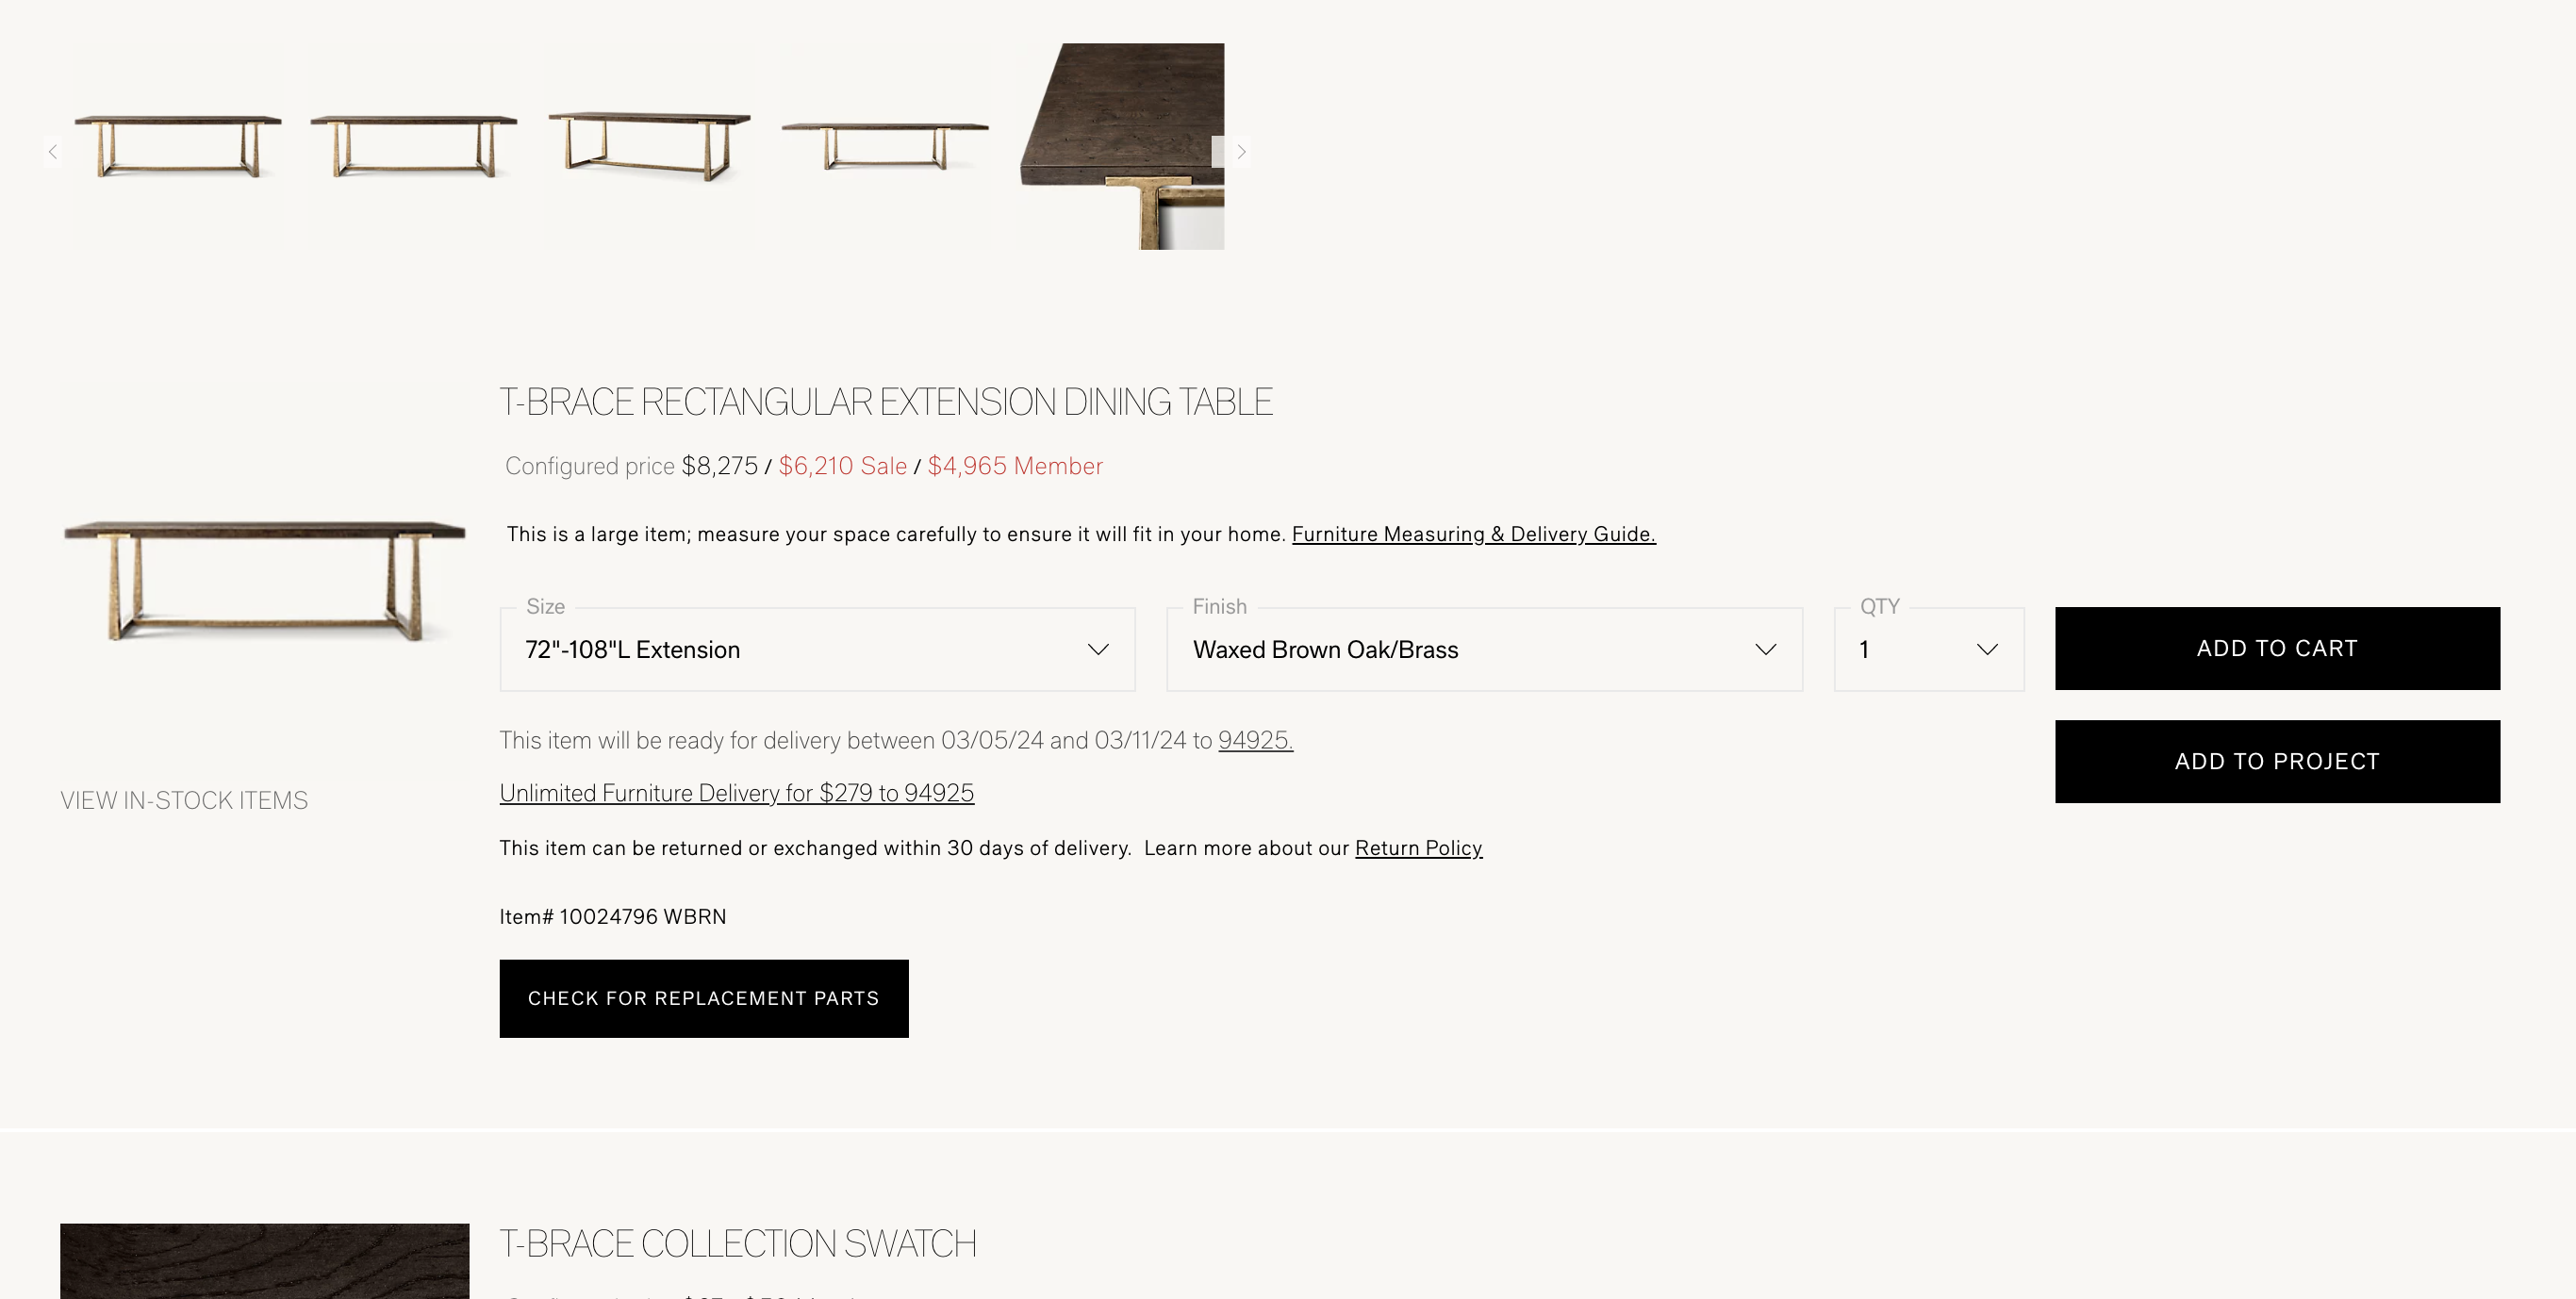 T-BRACE RECTANGULAR EXTENSION DINING TABLE
Configured price $8,275 / $6,210 Sale / $4,965 Member
This is a large item; measure your space carefully to ensure it will fit in your home. Furniture Measuring & Delivery Guide.
Size
72"-108"L Extension
Finish
Waxed Brown Oak/Brass
QTY
1
ADD TO CART
This item will be ready for delivery between 03/05/24 and 03/11/24 to 94925.
ADD TO PROJECT
Unlimited Furniture Delivery for $279 to 94925
VIEW IN-STOCK ITEMS
This item can be returned or exchanged within 30 days of delivery. Learn more about our Return Policy
Item# 10024796 WBRN
CHECK FOR REPLACEMENT PARTS
T-BRACE COLLECTION SWATCH